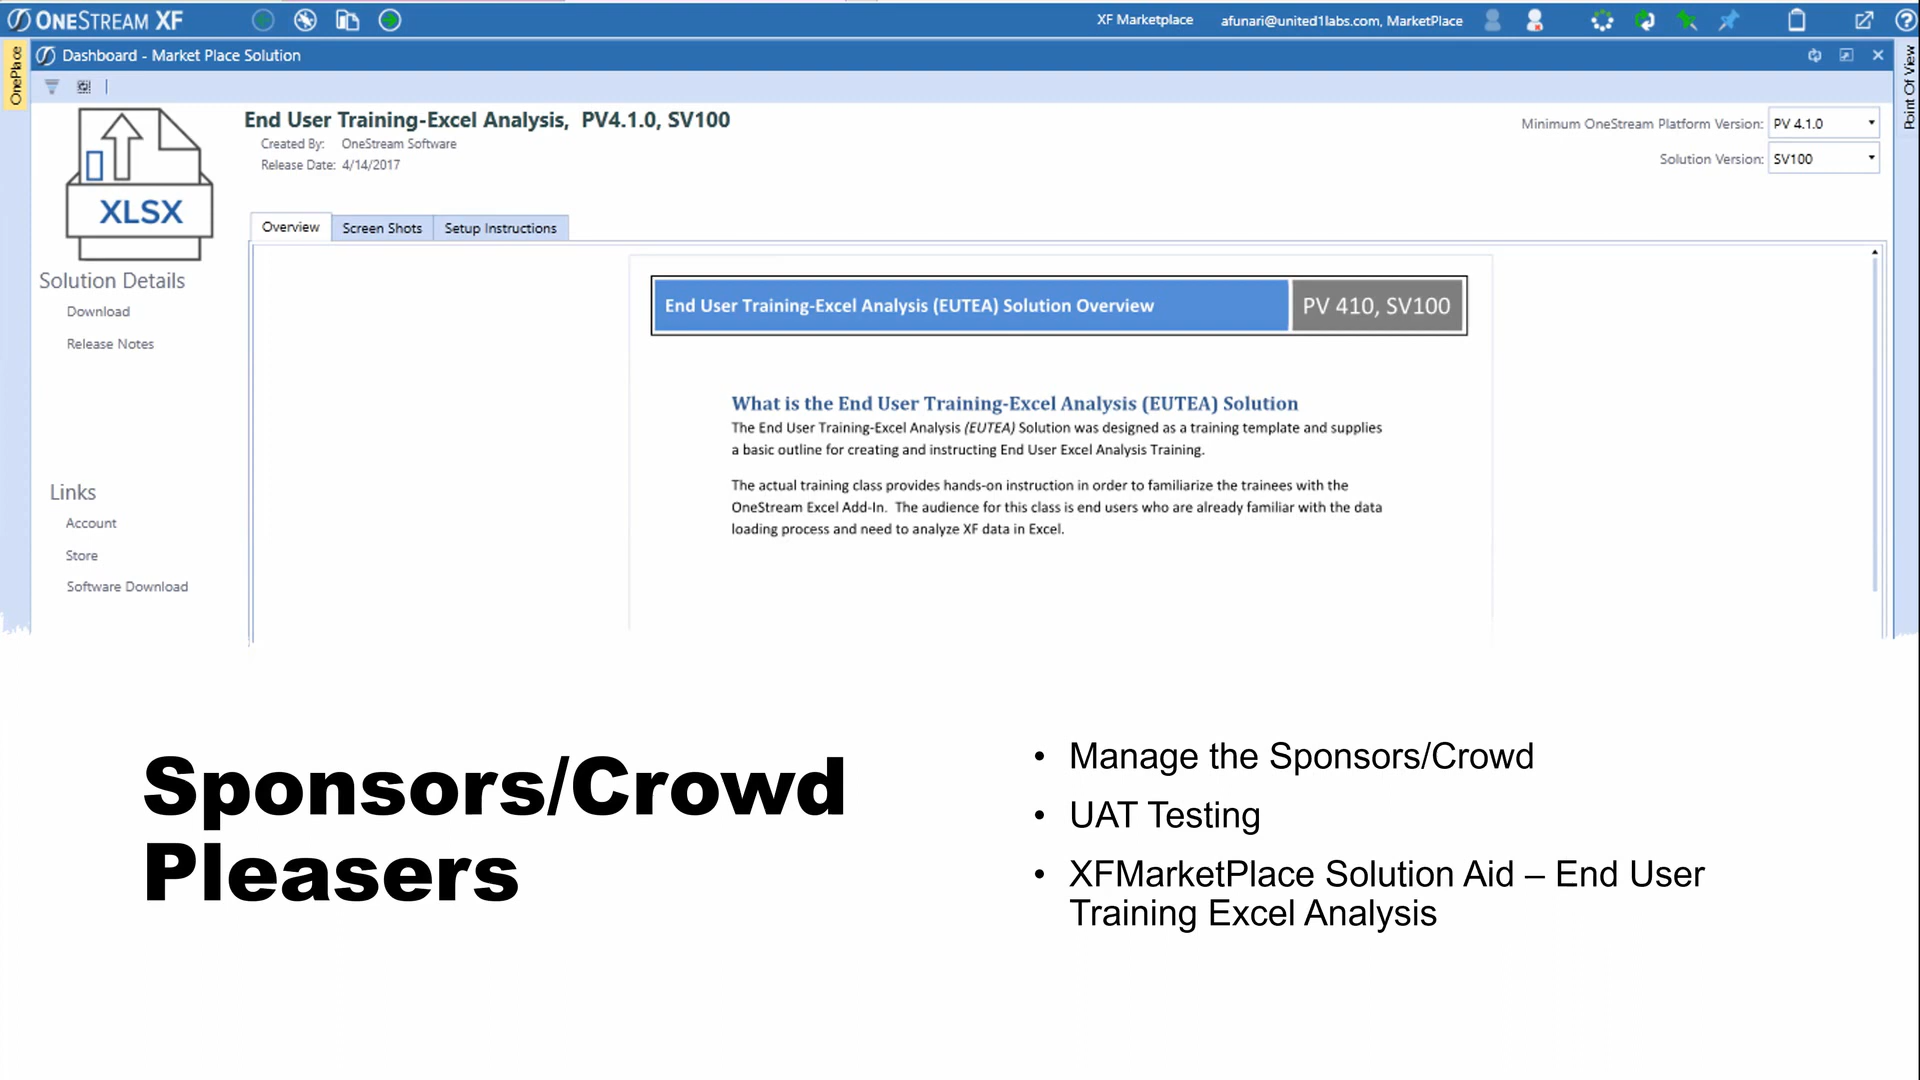 ONESTREAM XF
XF Marketplace
afunari@united1labs.com, MarketPlace
OnePlace
Dashboard - Market Place Solution
Point Of View
XLSX
End User Training-Excel Analysis,  PV4.1.0, SV100
Created By: OneStream Software
Release Date: 4/14/2017
Minimum OneStream Platform Version: PV 4.1.0
Solution Version: SV100
Overview
Screen Shots
Setup Instructions
Solution Details
Download
Release Notes
Links
Account
Store
Software Download
End User Training-Excel Analysis (EUTEA) Solution Overview
PV 410, SV100
What is the End User Training-Excel Analysis (EUTEA) Solution
The End User Training-Excel Analysis (EUTEA) Solution was designed as a training template and supplies
a basic outline for creating and instructing End User Excel Analysis Training.
The actual training class provides hands-on instruction in order to familiarize the trainees with the
OneStream Excel Add-In.  The audience for this class is end users who are already familiar with the data
loading process and need to analyze XF data in Excel.
Sponsors/Crowd
Pleasers
• Manage the Sponsors/Crowd
• UAT Testing
• XFMarketPlace Solution Aid – End User
Training Excel Analysis